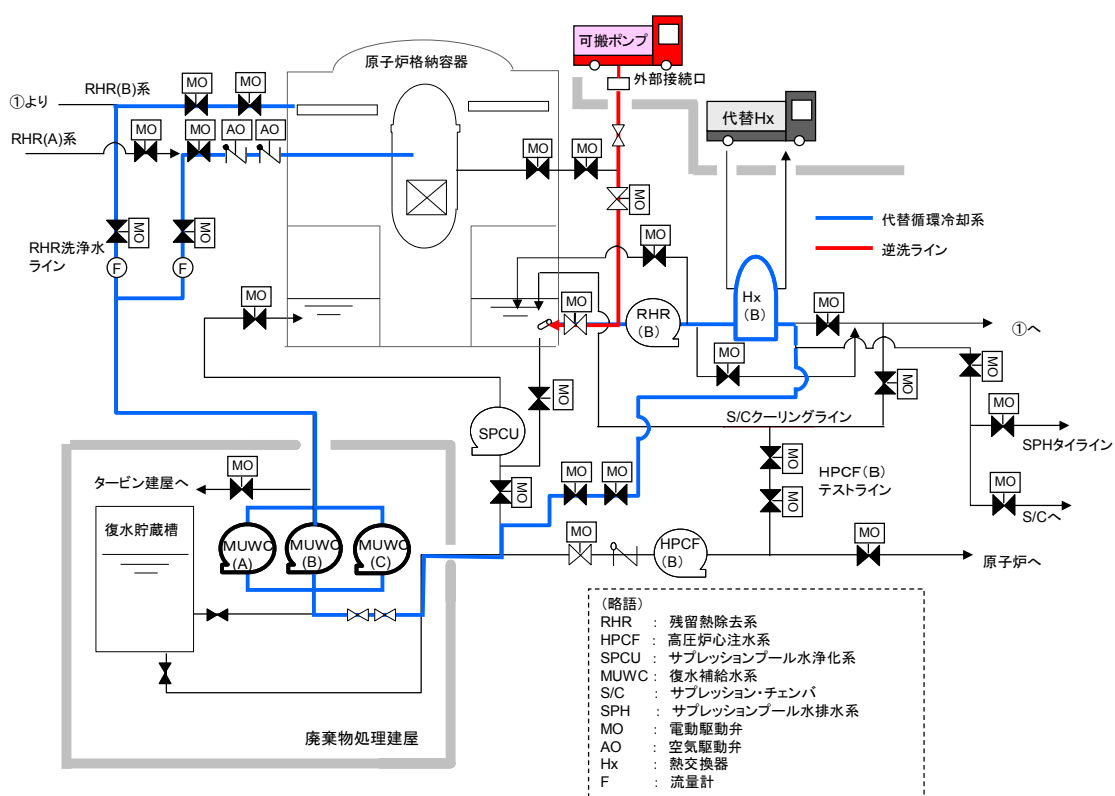 可搬ポンプ
外部接続口
原子炉格納容器
代替Hx
①より
RHR(B)系
MO
MO
RHR(A)系
MO
MO
AO
AO
MO
MO
MO
代替循環冷却系
逆洗ライン
MO
MO
RHR洗浄水
ライン
F
F
MO
MO
MO
RHR
(B)
Hx
(B)
MO
①へ
MO
MO
MO
MO
MO
SPHタイライン
S/Cクーリングライン
SPCU
MO
HPCF(B)
テストライン
MO
MO
MO
MO
MO
MO
S/Cへ
タービン建屋へ
MO
復水貯蔵槽
MUWC
(A)
MUWC
(B)
MUWC
(C)
MO
HPCF
(B)
MO
原子炉へ
廃棄物処理建屋
(略語)
RHR : 残留熱除去系
HPCF : 高圧炉心注水系
SPCU : サプレッションプール水浄化系
MUWC : 復水補給水系
S/C : サプレッション・チェンバ
SPH : サプレッションプール水排水系
MO : 電動駆動弁
AO : 空気駆動弁
Hx : 熱交換器
F : 流量計